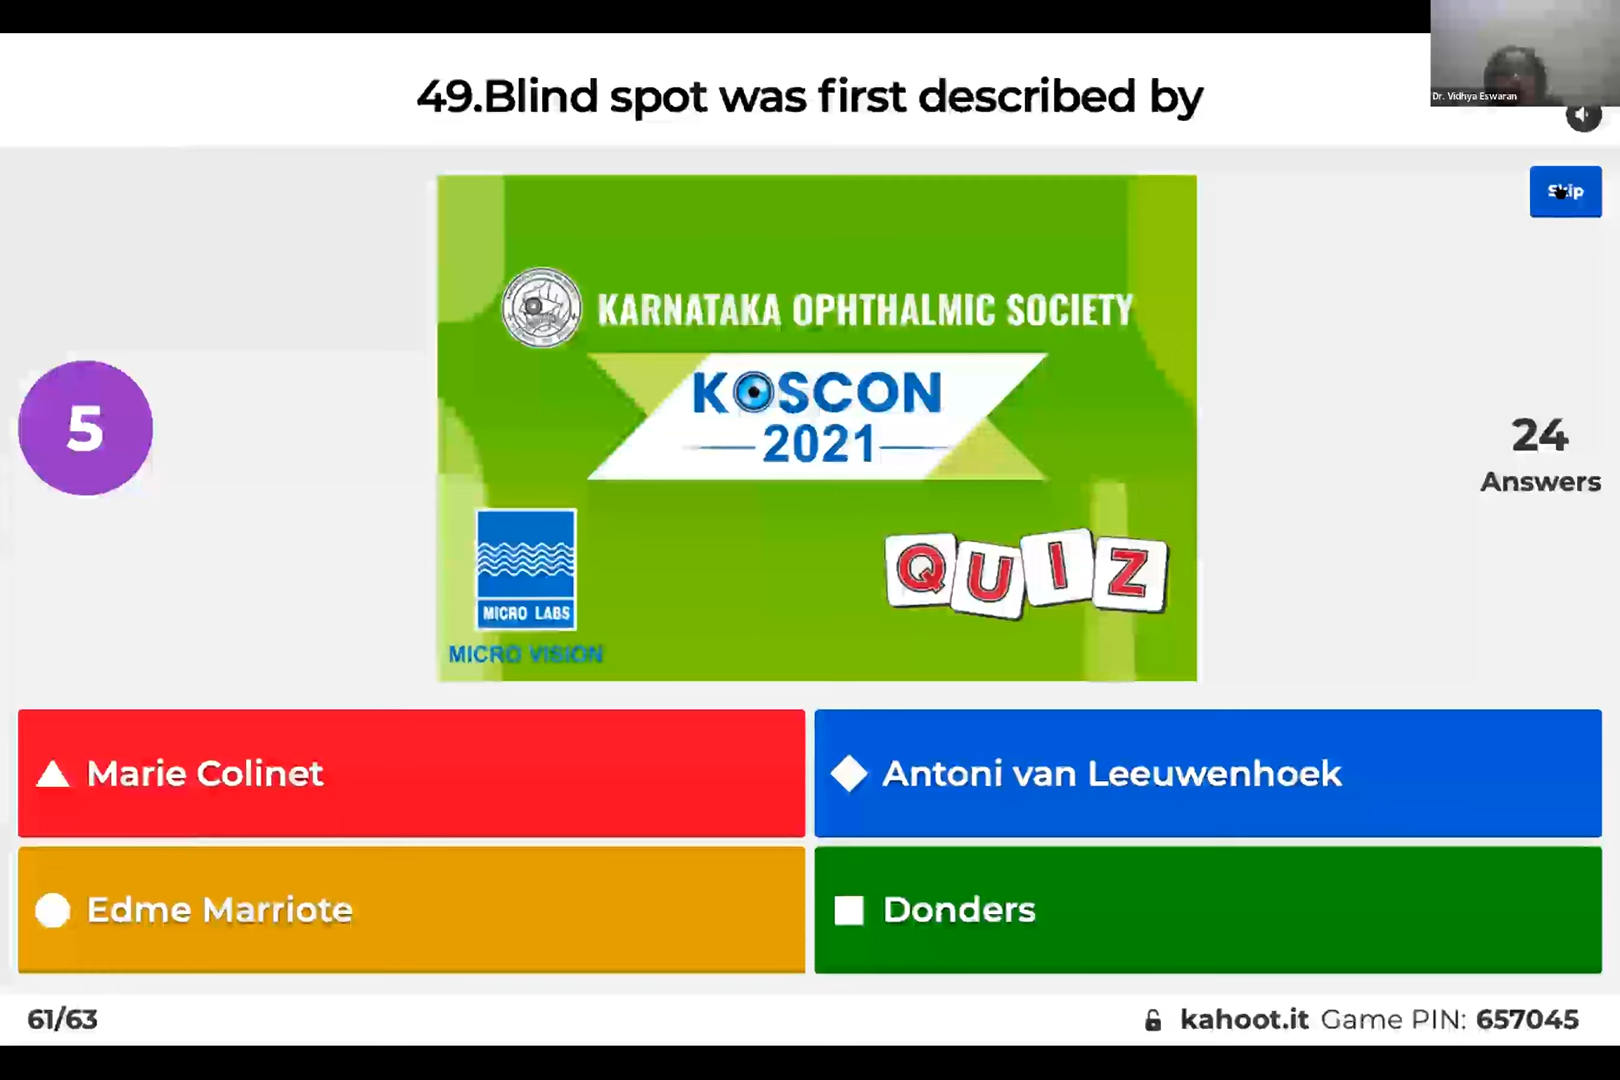 49.Blind spot was first described by
Dr. Vidhya Eswaran
Skip
KARNATAKA OPHTHALMIC SOCIETY
KOSCON
2021
5
24
Answers
MICRO LABS
MICRO VISION
QUIZ
Marie Colinet
Antoni van Leeuwenhoek
Edme Marriote
Donders
61/63
kahoot.it Game PIN: 657045